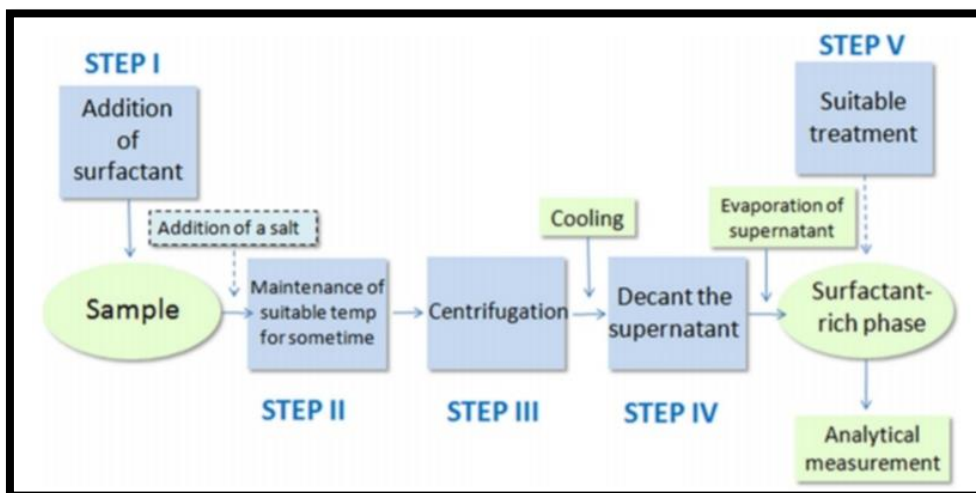 STEP I
Addition
of
surfactant
Addition of a salt
Sample
Maintenance of
suitable temp
for sometime
STEP II
Centrifugation
STEP III
Cooling
Decant the
supernatant
STEP IV
Evaporation of
supernatant
STEP V
Suitable
treatment
Surfactant-
rich phase
Analytical
measurement